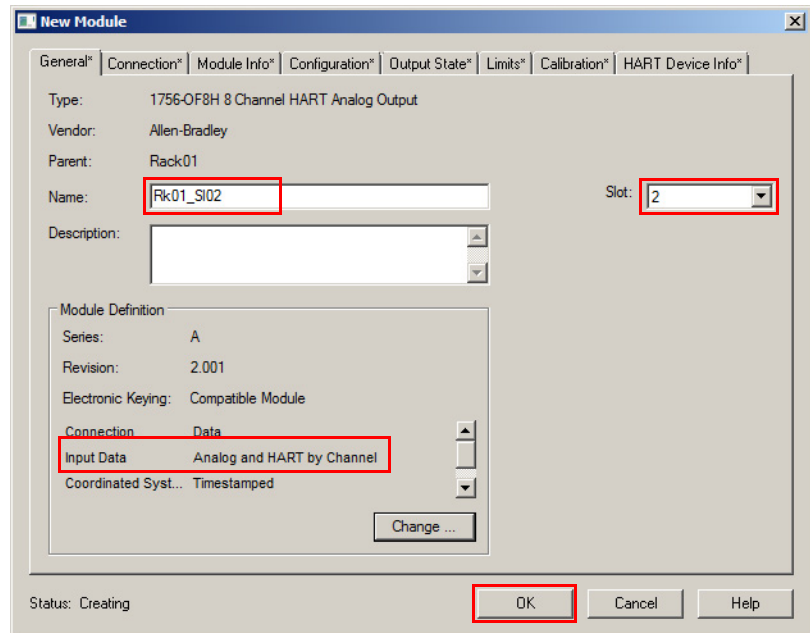 New Module
General* Connection* Module Info* Configuration* Output State* Limits* Calibration* HART Device Info*
Type: 1756-OF8H 8 Channel HART Analog Output
Vendor: Allen-Bradley
Parent: Rack01
Name: Rk01_Sl02 Slot: 2
Description:
Module Definition
Series: A
Revision: 2.001
Electronic Keying: Compatible Module
Connection Data
Input Data Analog and HART by Channel
Coordinated Syst... Timestamped
Change ...
Status: Creating OK Cancel Help